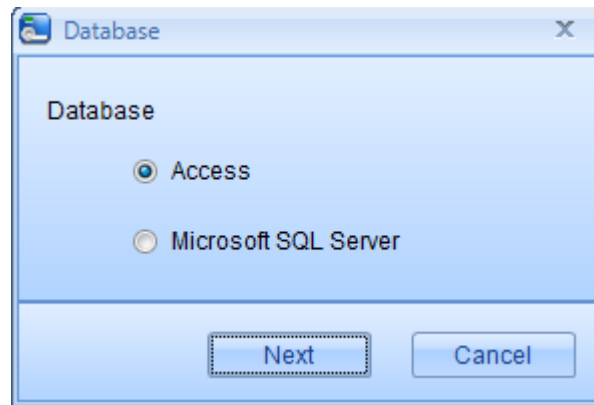 Database
Database
Access
Microsoft SQL Server
Next Cancel